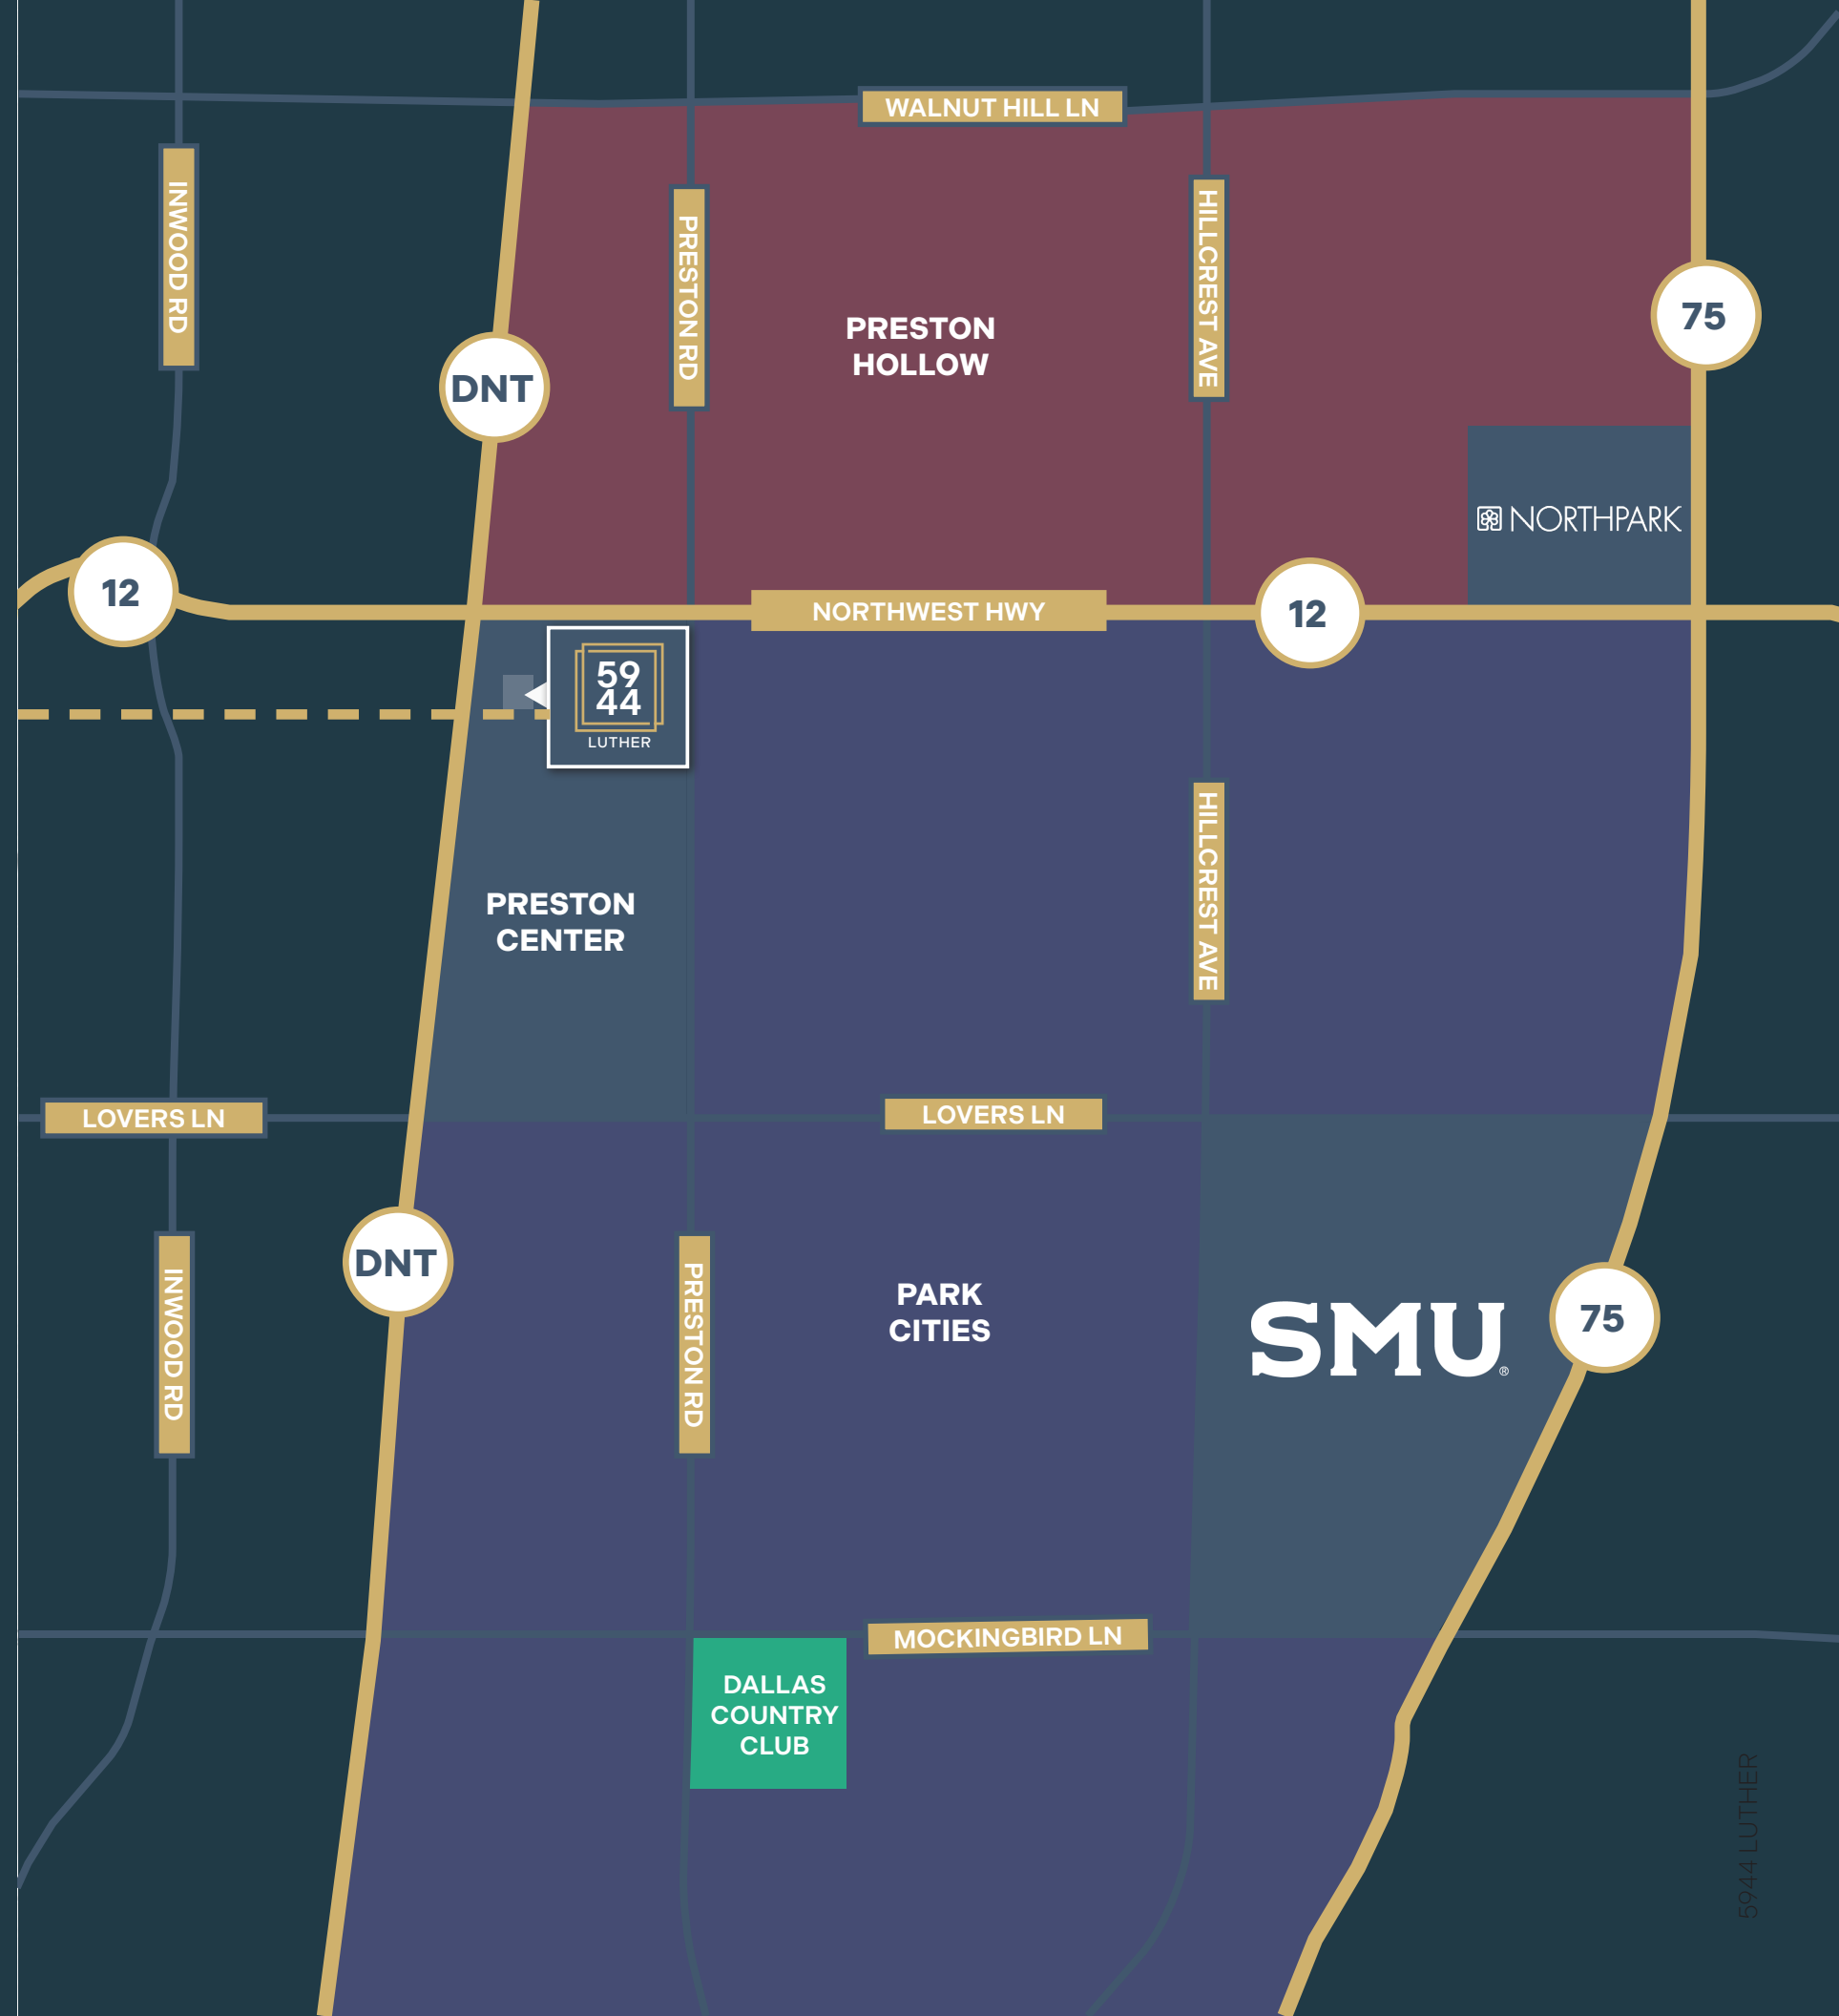 WALNUT HILL LN
INWOOD RD
PRESTON RD
HILLCREST AVE
75
PRESTON
HOLLOW
DNT
NORTHPARK
12
NORTHWEST HWY
12
59
44
LUTHER
HILLCREST AVE
PRESTON
CENTER
LOVERS LN
LOVERS LN
DNT
INWOOD RD
PRESTON RD
PARK
CITIES
SMU®
75
MOCKINGBIRD LN
DALLAS
COUNTRY
CLUB
5944 LUTHER